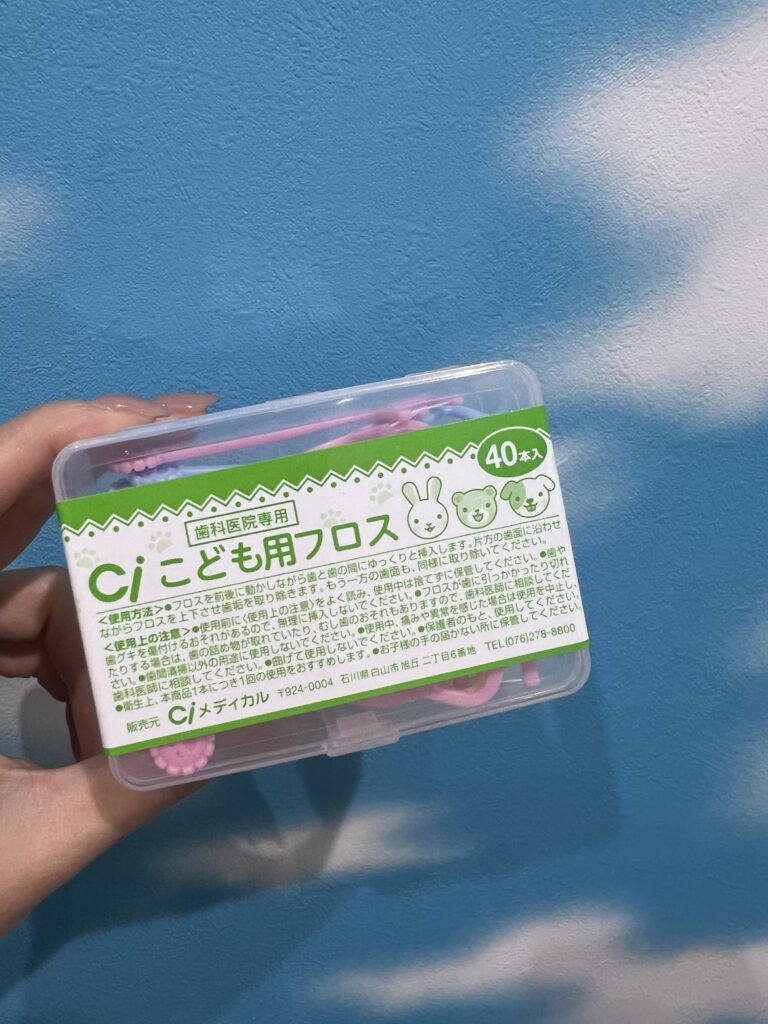 40本入
歯科医院専用
Ci こども用フロス
<使用方法>●フロスを前後に動かしながら歯と歯の間にゆっくりと挿入します。片方の歯面に沿わせ
ながらフロスを上下させ歯垢を取り除きます。もう一方の歯面も、同様に取り除いてください。
<使用上の注意>●使用前に<使用上の注意>をよく読み、使用中は捨てずに保管してください。●歯や
歯グキを傷付けるおそれがあるので、無理に挿入しないでください。●フロスが歯に引っかかったり切れ
たりする場合は、歯の詰め物が取れていたり、むし歯のおそれもありますので、歯科医師に相談してくだ
さい。●歯間清掃以外の用途に使用しないでください。●使用中、痛みや異常を感じた場合は使用を中止し、
歯科医師に相談してください。●曲げて使用しないでください。●保護者のもと、使用してください。
●衛生上、本商品1本につき1回の使用をおすすめします。●お子様の手の届かない所に保管してください。
販売元 Ciメディカル 〒924-0004 石川県白山市旭丘二丁目6番地 TEL(076)278-8800